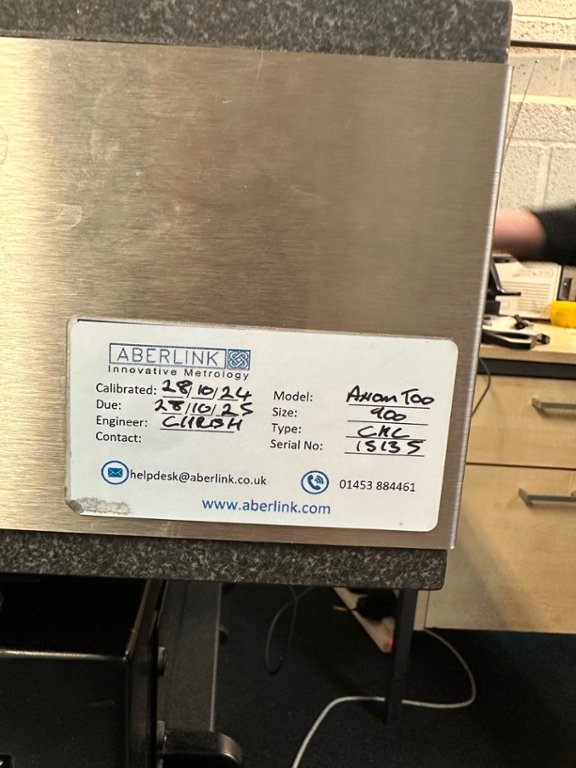 ABERLINK
Innovative Metrology
Calibrated: 28/10/24
Due: 28/10/25
Engineer:
Contact:
Model: Axiom Too
Size: 900
Type: CNC
Serial No: 15135
helpdesk@aberlink.co.uk
01453 884461
www.aberlink.com